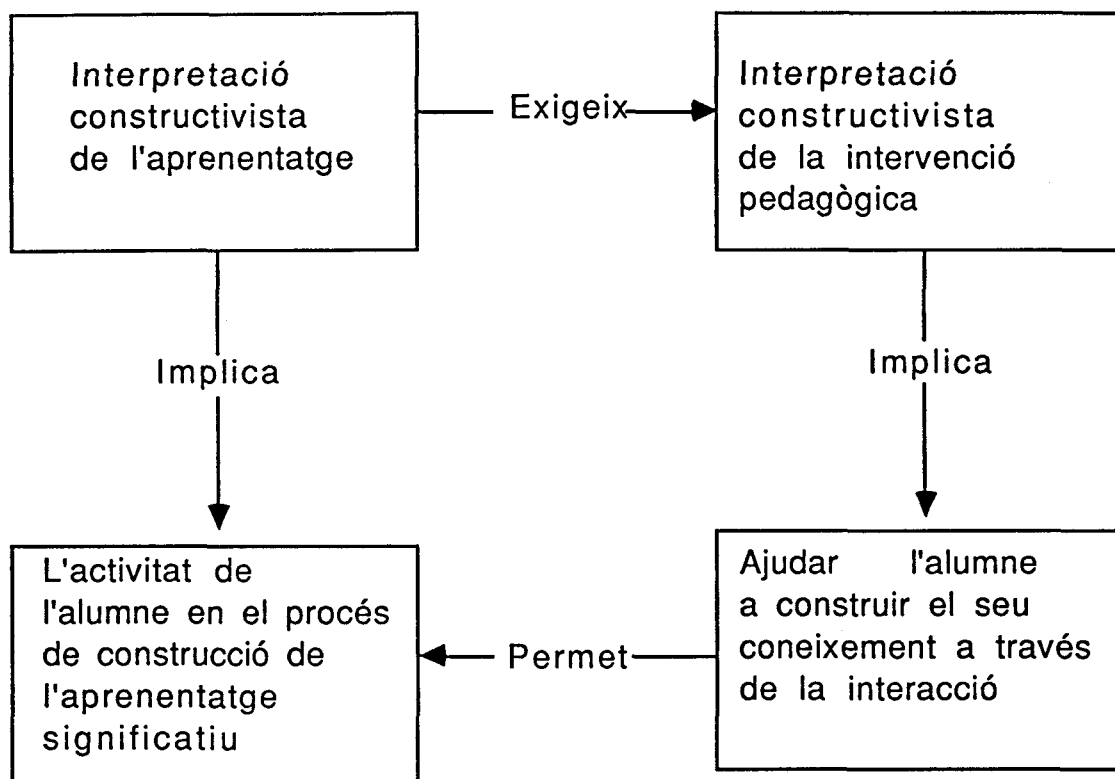 Interpretació
constructivista
de l'aprenentatge
Exigeix
Interpretació
constructivista
de la intervenció
pedagògica
Implica
Implica
L'activitat de
l'alumne en el procés
de construcció de
l'aprenentatge
significatiu
Permet
Ajudar l'alumne
a construir el seu
coneixement a través
de la interacció